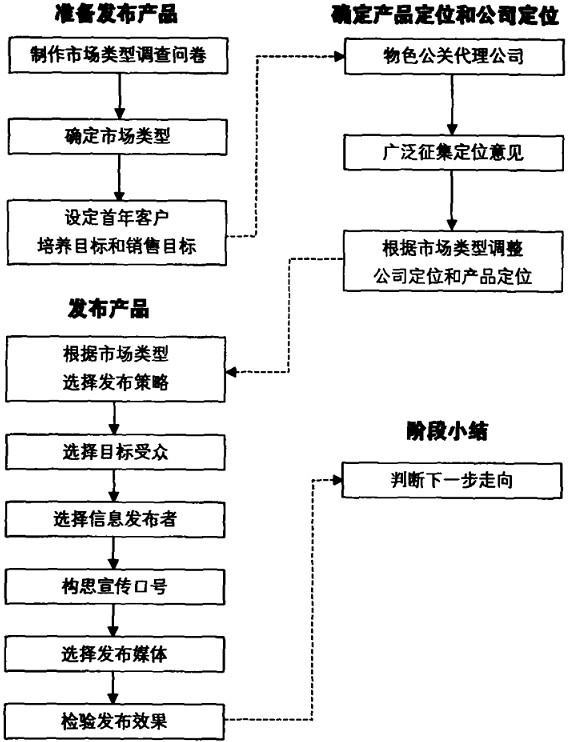 准备发布产品
制作市场类型调查问卷
确定市场类型
设定首年客户
培养目标和销售目标
确定产品定位和公司定位
物色公关代理公司
广泛征集定位意见
根据市场类型调整
公司定位和产品定位
发布产品
根据市场类型
选择发布策略
选择目标受众
选择信息发布者
构思宣传口号
选择发布媒体
检验发布效果
阶段小结
判断下一步走向